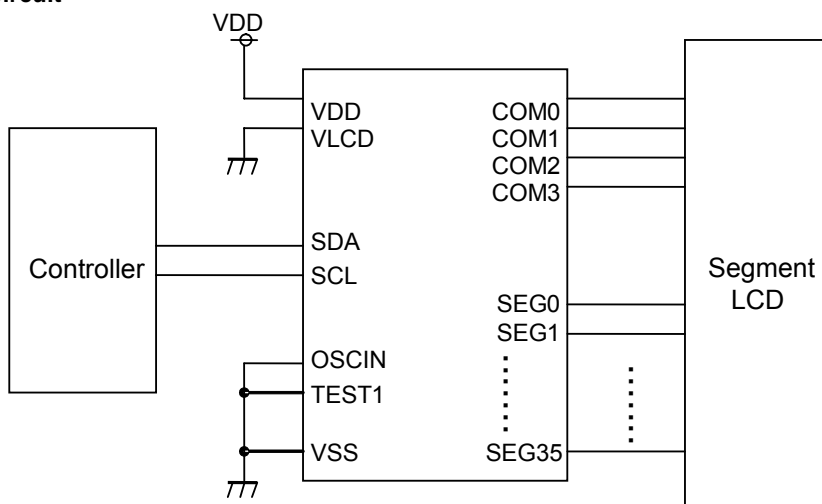 VDD
VDD
VLCD
COM0
COM1
COM2
COM3
Controller
SDA
SCL
Segment
LCD
SEG0
SEG1
OSCIN
TEST1
VSS
SEG35